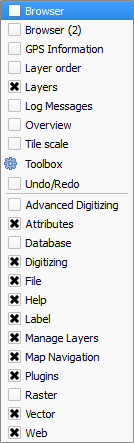 Browser
Browser (2)
GPS Information
Layer order
Layers
Log Messages
Overview
Tile scale
Toolbox
Undo/Redo
Advanced Digitizing
Attributes
Database
Digitizing
File
Help
Label
Manage Layers
Map Navigation
Plugins
Raster
Vector
Web